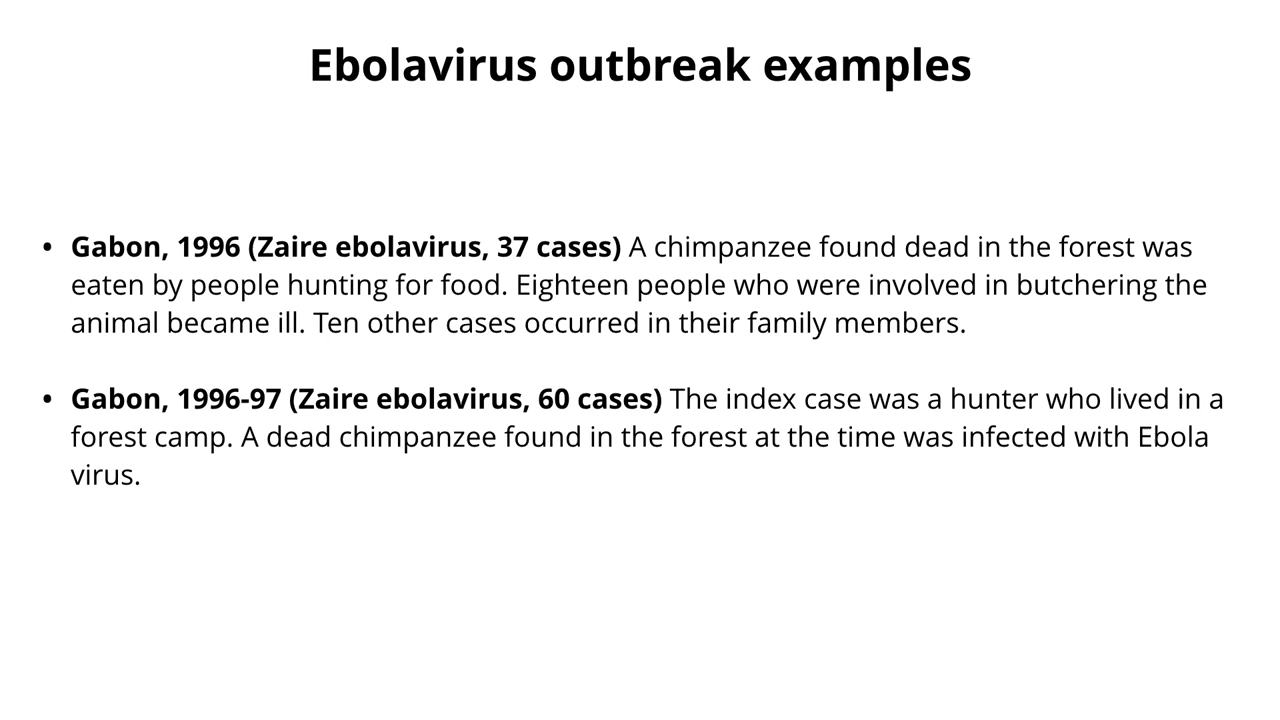 Ebolavirus outbreak examples
• Gabon, 1996 (Zaire ebolavirus, 37 cases) A chimpanzee found dead in the forest was
eaten by people hunting for food. Eighteen people who were involved in butchering the
animal became ill. Ten other cases occurred in their family members.
• Gabon, 1996-97 (Zaire ebolavirus, 60 cases) The index case was a hunter who lived in a
forest camp. A dead chimpanzee found in the forest at the time was infected with Ebola
virus.